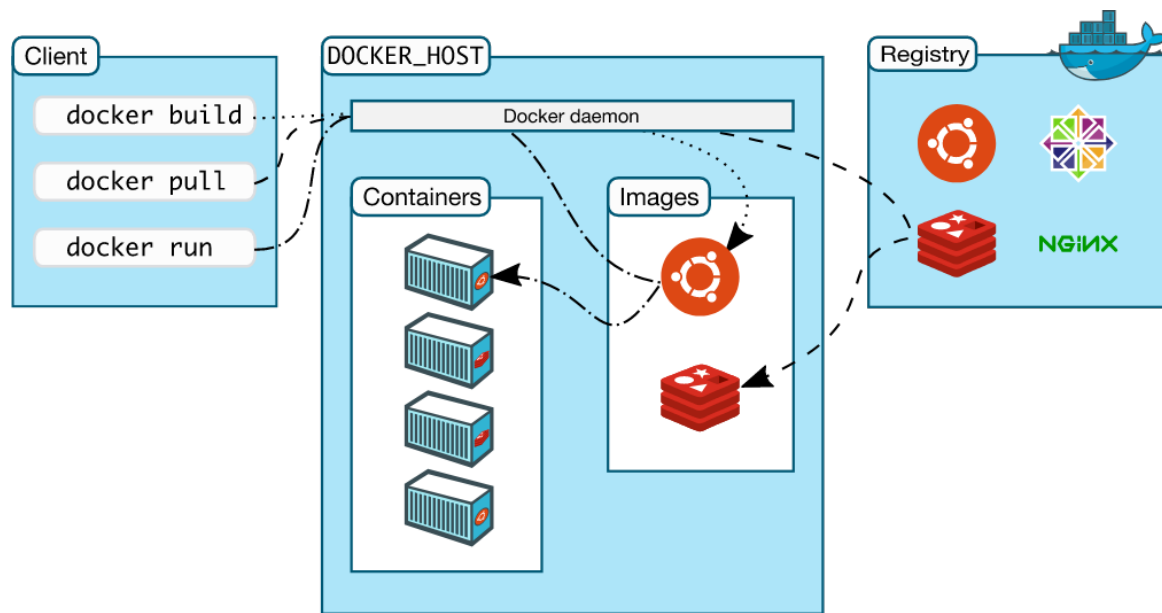 Client
docker build
docker pull
docker run
DOCKER_HOST
Docker daemon
Containers
Images
Registry
NGINX